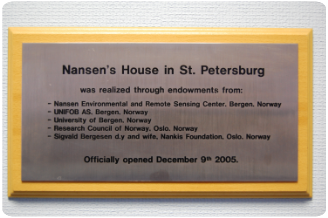 Nansen's House in St. Petersburg
was realized through endowments from:
- Nansen Environmental and Remote Sensing Center, Bergen, Norway
- UNIFOB AS, Bergen, Norway
- University of Bergen, Norway
- Research Council of Norway, Oslo, Norway
- Sigvald Bergesen d.y and wife, Nankis Foundation, Oslo, Norway
Officially opened December 9th 2005.